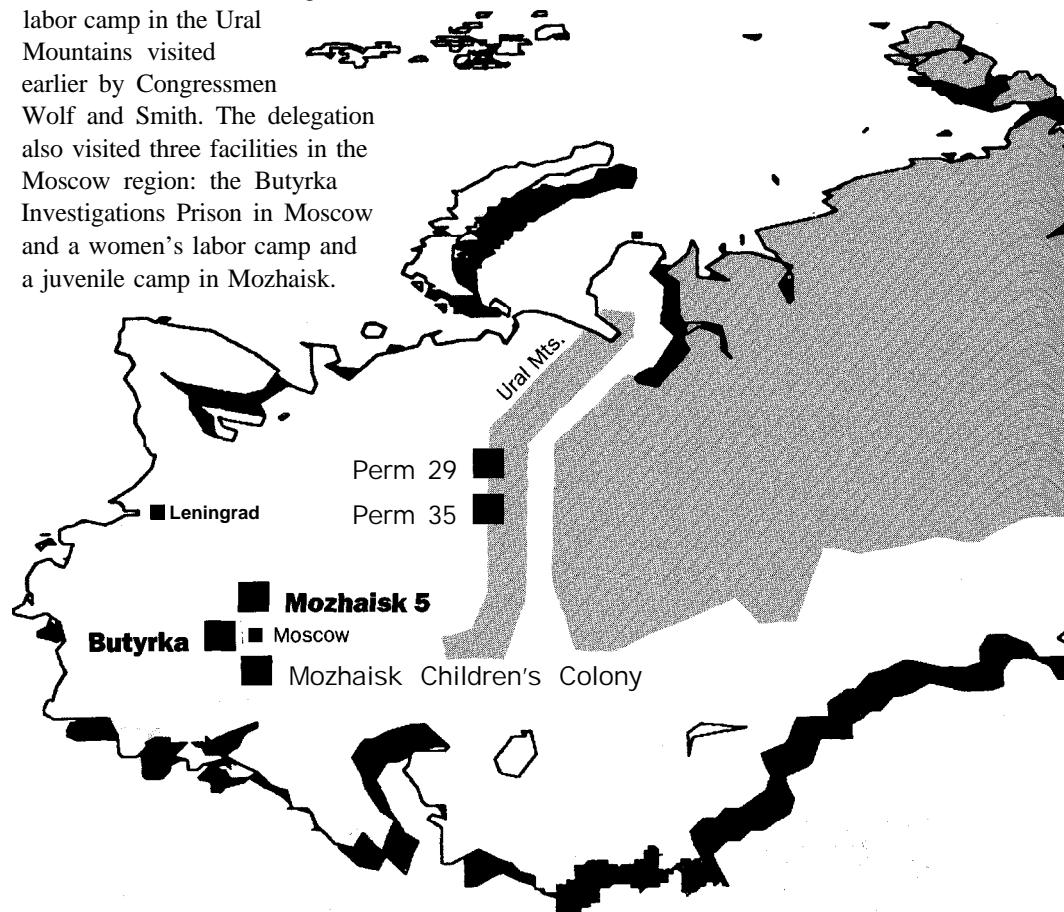 labor camp in the Ural
Mountains visited
earlier by Congressmen
Wolf and Smith. The delegation
also visited three facilities in the
Moscow region: the Butyrka
Investigations Prison in Moscow
and a women's labor camp and
a juvenile camp in Mozhaisk.
Ural Mts.
Perm 29
Perm 35
Leningrad
Mozhaisk 5
Butyrka
Moscow
Mozhaisk Children's Colony